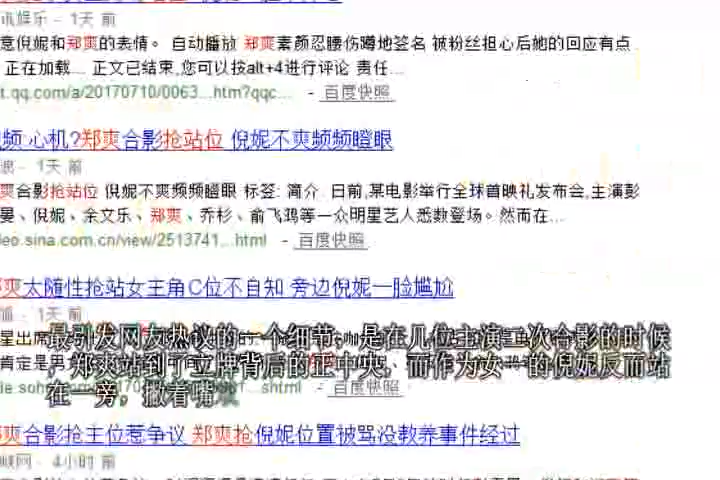 讯娱乐 - 1天 前
意倪妮和郑爽的表情。 自动播放 郑爽素颜忍腰伤蹲地签名 被粉丝担心后她的回应有点
正在加载... 正文已结束,您可以按alt+4进行评论 责任...
t.qq.com/a/20170710/0063...htm?qqc... - 百度快照
频:心机?郑爽合影抢站位 倪妮不爽频频瞪眼
浪 - 1天 前
爽合影抢站位 倪妮不爽频频瞪眼 标签: 简介: 日前,某电影举行全球首映礼发布会,主演彭
晏、倪妮、余文乐、郑爽、乔杉、俞飞鸿等一众明星艺人悉数登场。然而在...
deo.sina.com.cn/view/2513741...html - 百度快照
郑爽太随性抢站女主角C位不自知 旁边倪妮一脸尴尬
狐 - 1天 前
最引发网友热议的一个细节，是在几位主演 次合影的时候
，郑爽站到了立牌背后的正中央，而作为女一的倪妮反而站
在一旁，撅着嘴
shtml - 百度快照
爽合影抢主位惹争议 郑爽抢倪妮位置被骂没教养事件经过
4小时 前